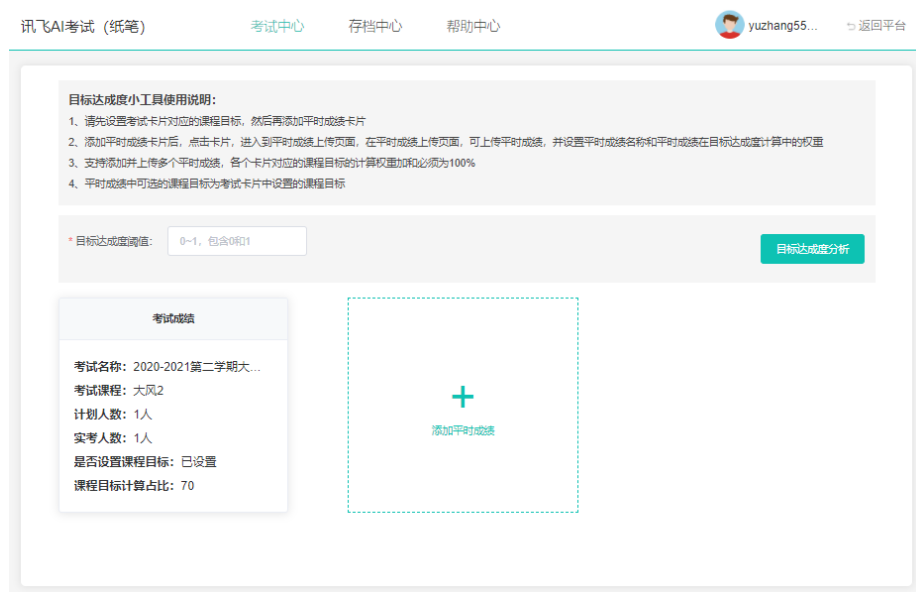 讯飞AI考试（纸笔） 考试中心 存档中心 帮助中心 yuzhang55... 返回平台
目标达成度小工具使用说明：
1、请先设置考试卡片对应的课程目标，然后再添加平时成绩卡片
2、添加平时成绩卡片后，点击卡片，进入到平时成绩上传页面，在平时成绩上传页面，可上传平时成绩，并设置平时成绩名称和平时成绩在目标达成度计算中的权重
3、支持添加并上传多个平时成绩，各个卡片对应的课程目标的计算权重加和必须为100%
4、平时成绩中可选的课程目标为考试卡片中设置的课程目标
* 目标达成度阈值： 0~1，包含0和1 目标达成度分析
考试成绩
考试名称：2020-2021第二学期大...
考试课程：大风2
计划人数：1人
实考人数：1人
是否设置课程目标：已设置
课程目标计算占比：70
添加平时成绩